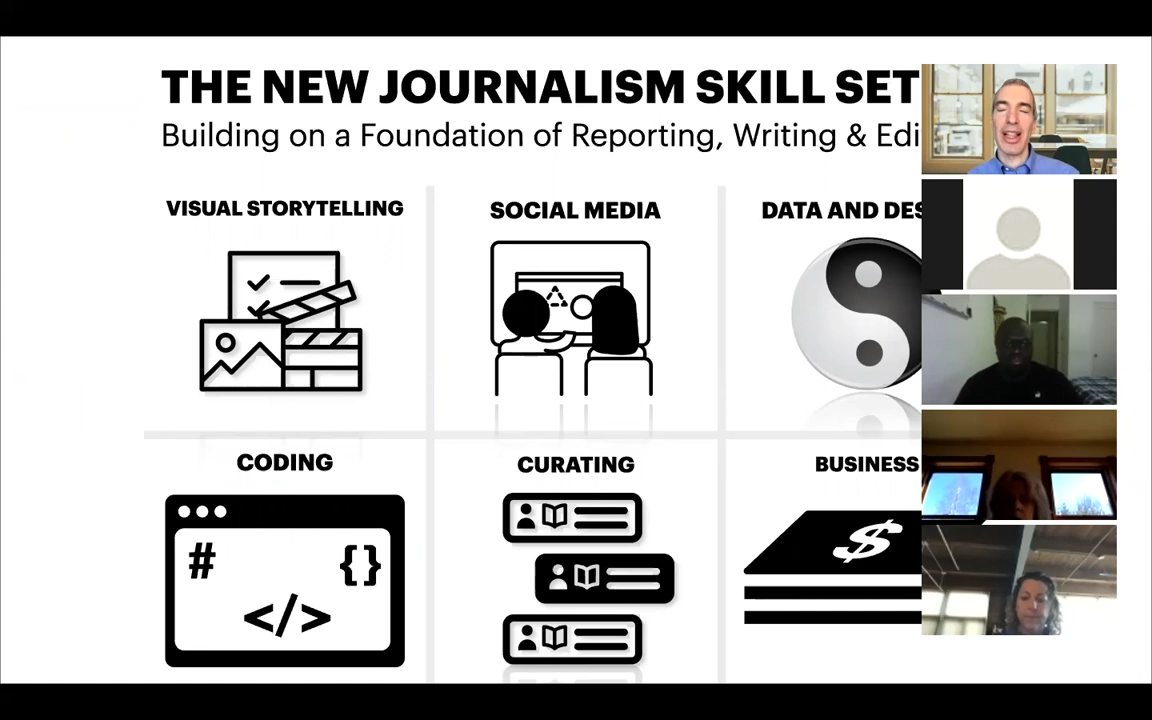 THE NEW JOURNALISM SKILL SET
Building on a Foundation of Reporting, Writing & Edi
VISUAL STORYTELLING
SOCIAL MEDIA
DATA AND DES
CODING
CURATING
BUSINESS
# {}
</>
$